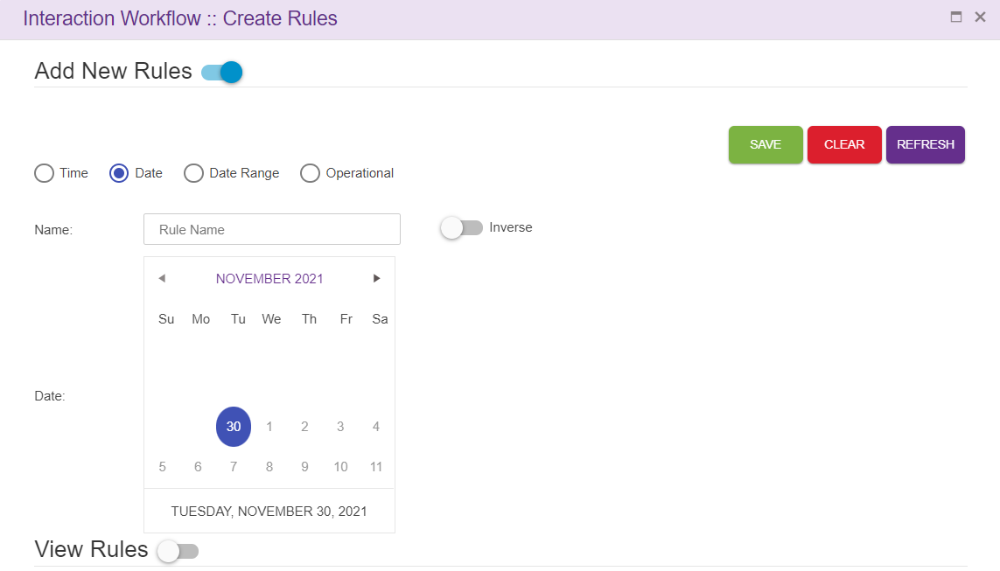 Interaction Workflow :: Create Rules
Add New Rules
SAVE CLEAR REFRESH
Time Date Date Range Operational
Name: Rule Name Inverse
NOVEMBER 2021
Su Mo Tu We Th Fr Sa
Date:
30 1 2 3 4
5 6 7 8 9 10 11
TUESDAY, NOVEMBER 30, 2021
View Rules